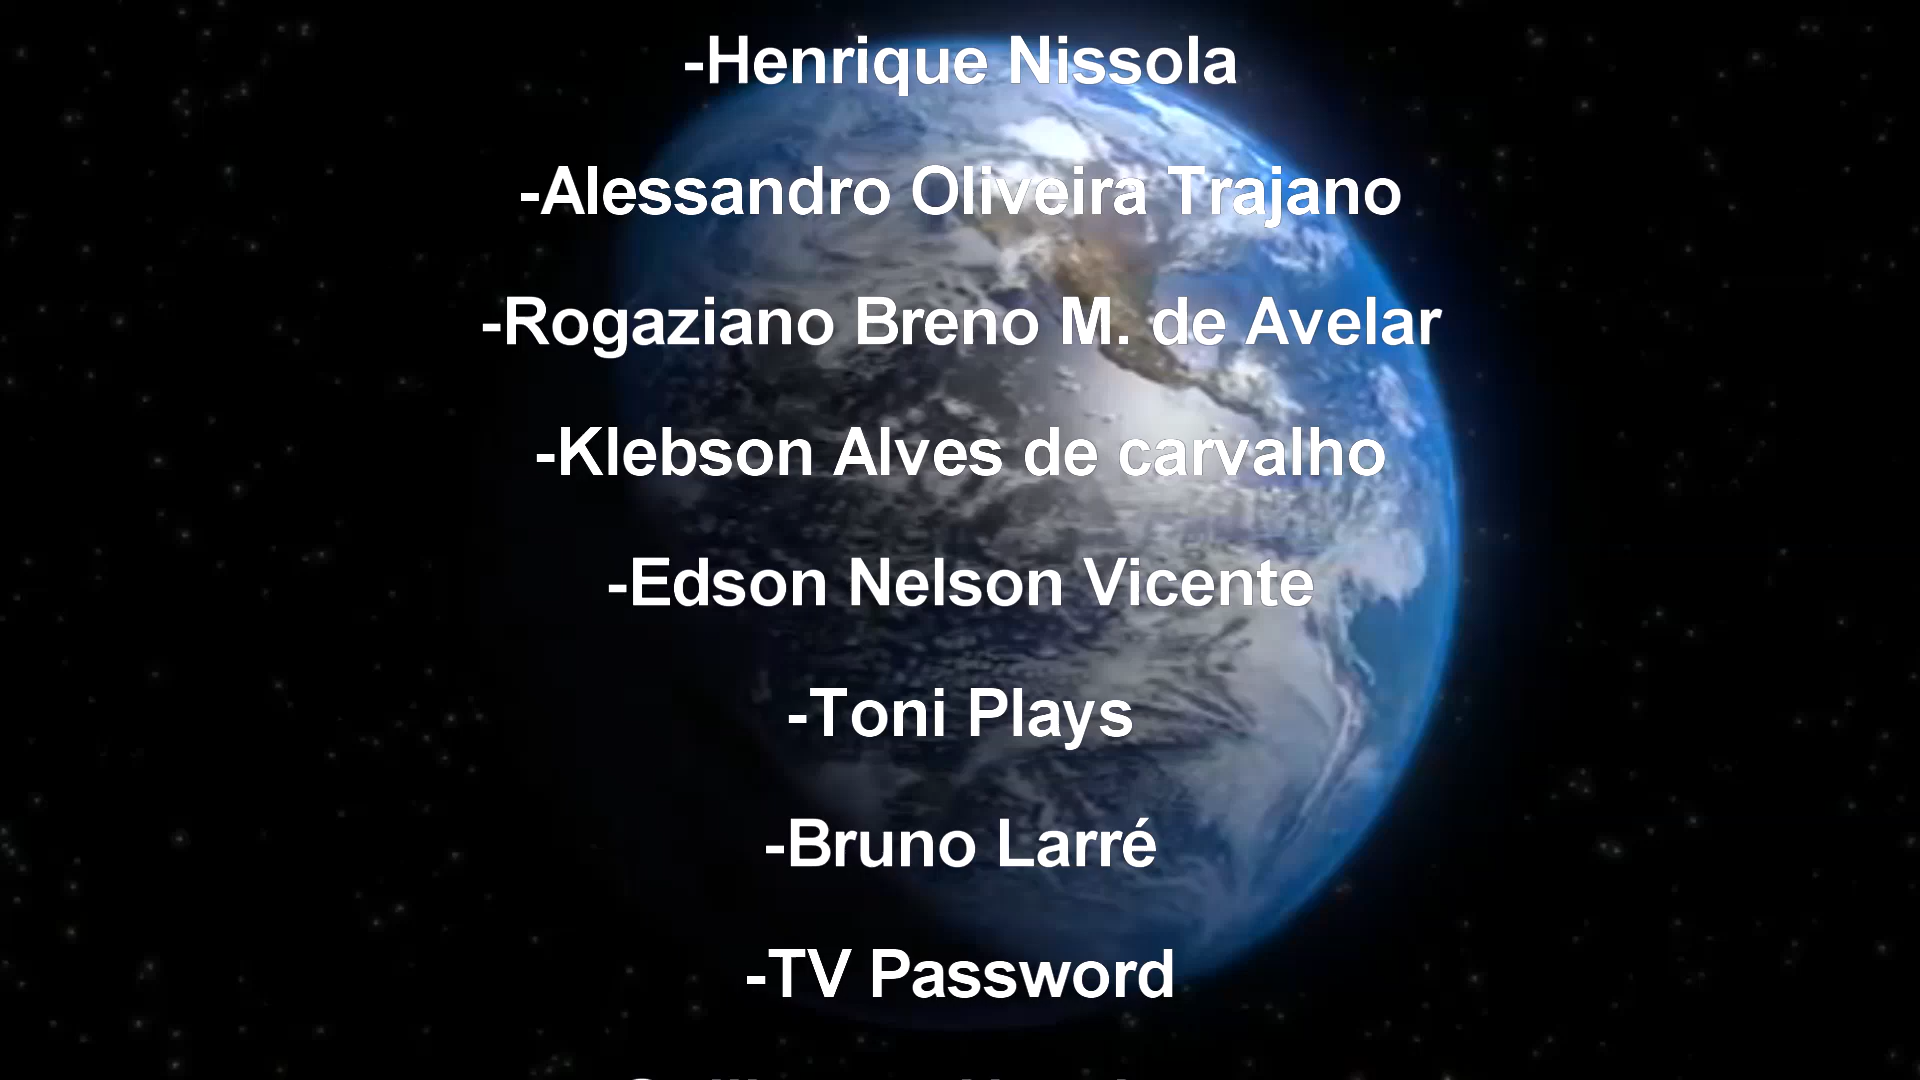 -Henrique Nissola
-Alessandro Oliveira Trajano
-Rogaziano Breno M. de Avelar
-Klebson Alves de carvalho
-Edson Nelson Vicente
-Toni Plays
-Bruno Larré
-TV Password